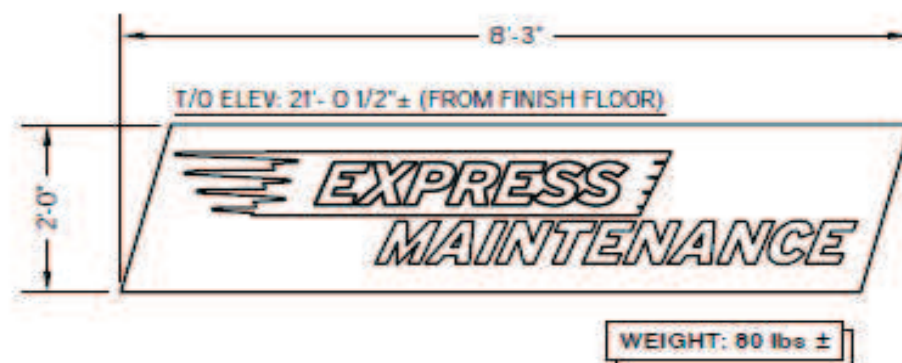 8'-3"
T/O ELEV: 21'- 0 1/2"± (FROM FINISH FLOOR)
2'-0"
EXPRESS
MAINTENANCE
WEIGHT: 80 lbs ±